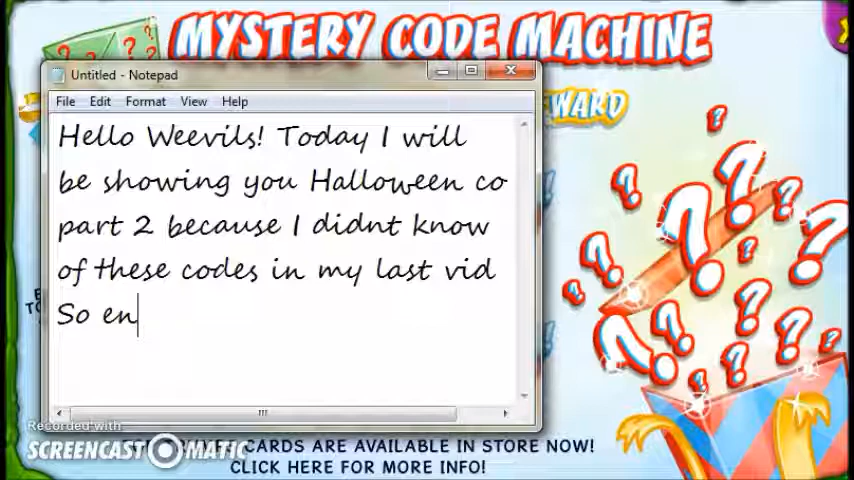 MYSTERY CODE MACHINE
Untitled - Notepad
File Edit Format View Help
Hello Weevils! Today I will
be showing you Halloween co
part 2 because I didnt know
of these codes in my last vid
So en
Recorded with
SCREENCAST MATIC
CARDS ARE AVAILABLE IN STORE NOW!
CLICK HERE FOR MORE INFO!